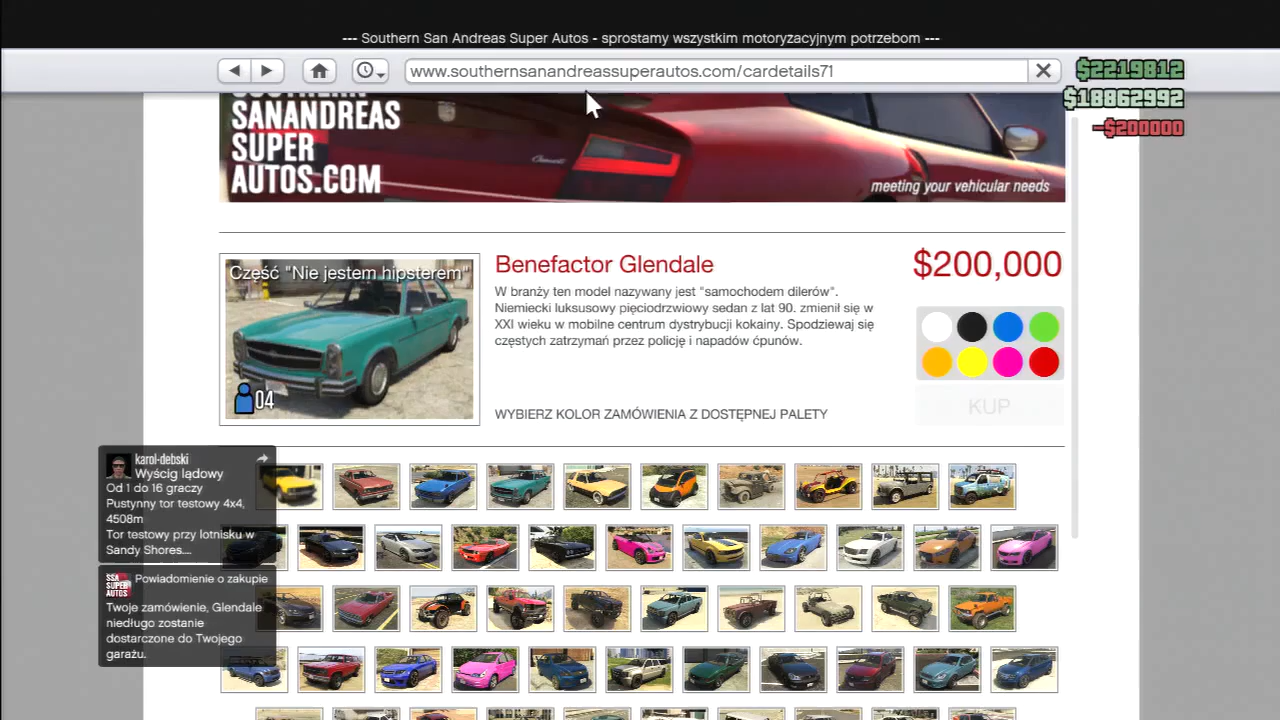 --- Southern San Andreas Super Autos - sprostamy wszystkim motoryzacyjnym potrzebom ---
www.southernsanandreassuperautos.com/cardetails71
$2219812
$18862992
-$200000
SOUTHERN
SANANDREAS
SUPER
AUTOS.COM
meeting your vehicular needs
Część "Nie jestem hipsterem"
04
Benefactor Glendale
$200,000
W branży ten model nazywany jest "samochodem dilerów".
Niemiecki luksusowy pięciodrzwiowy sedan z lat 90. zmienił się w
XXI wieku w mobilne centrum dystrybucji kokainy. Spodziewaj się
częstych zatrzymań przez policję i napadów ćpunów.
WYBIERZ KOLOR ZAMÓWIENIA Z DOSTĘPNEJ PALETY
KUP
karol-debski
Wyścig lądowy
Od 1 do 16 graczy
Pustynny tor testowy 4x4,
4508m
Tor testowy przy lotnisku w
Sandy Shores....
SSA
SUPER
AUTOS
Powiadomienie o zakupie
Twoje zamówienie, Glendale
niedługo zostanie
dostarczone do Twojego
garażu.